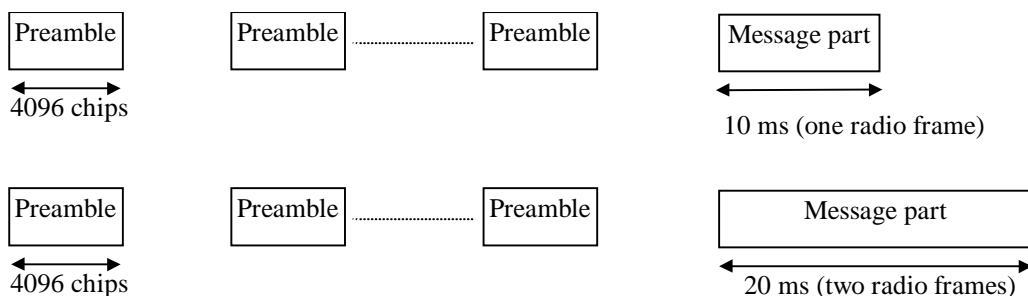 Preamble Preamble Preamble Message part
4096 chips
10 ms (one radio frame)
Preamble Preamble Preamble Message part
4096 chips 20 ms (two radio frames)